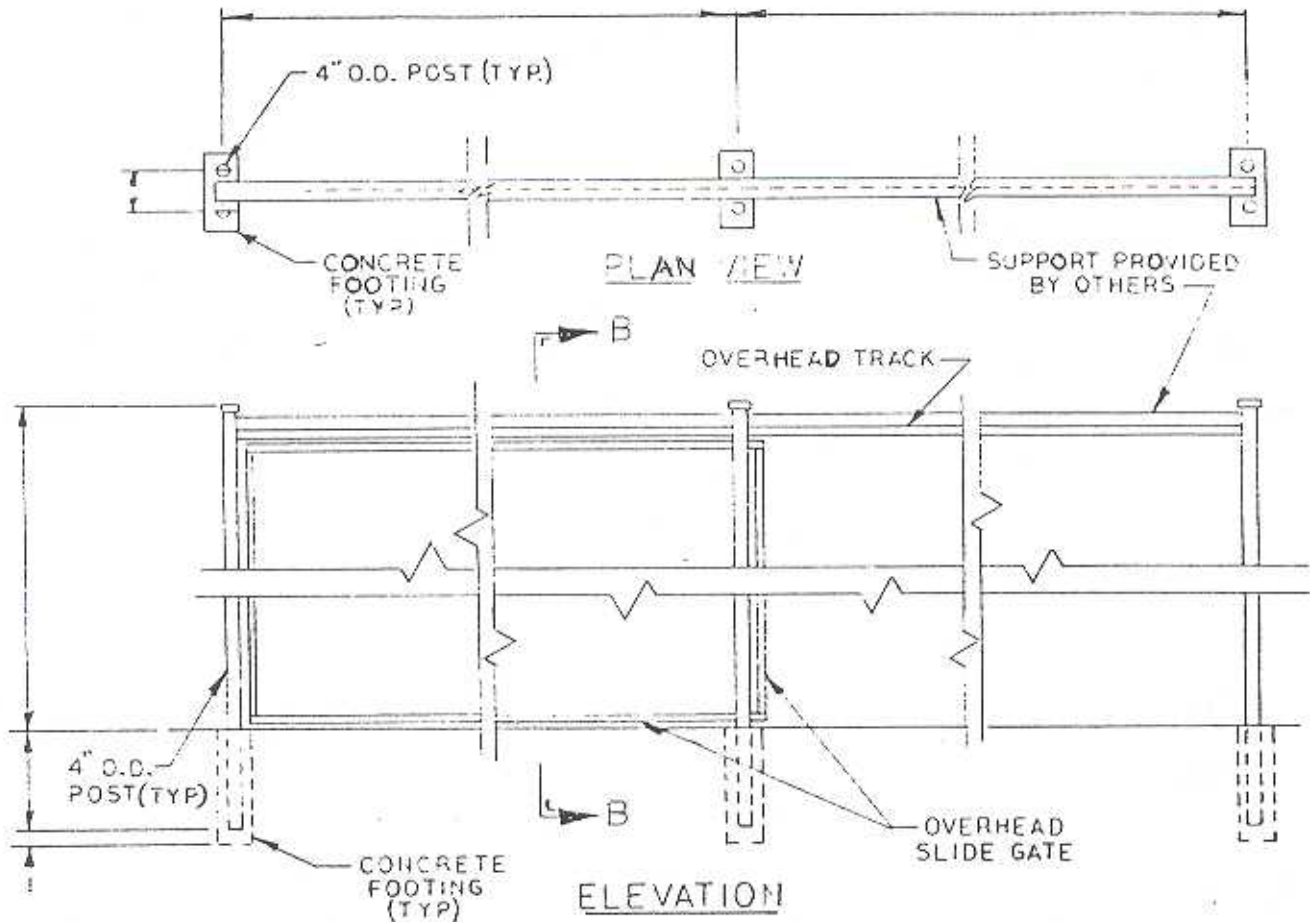 4" O.D. POST (TYP.)
CONCRETE
FOOTING
(TYP)
PLAN VIEW
SUPPORT PROVIDED
BY OTHERS
B
OVERHEAD TRACK
4" O.D.
POST (TYP)
B
OVERHEAD
SLIDE GATE
CONCRETE
FOOTING
(TYP)
ELEVATION